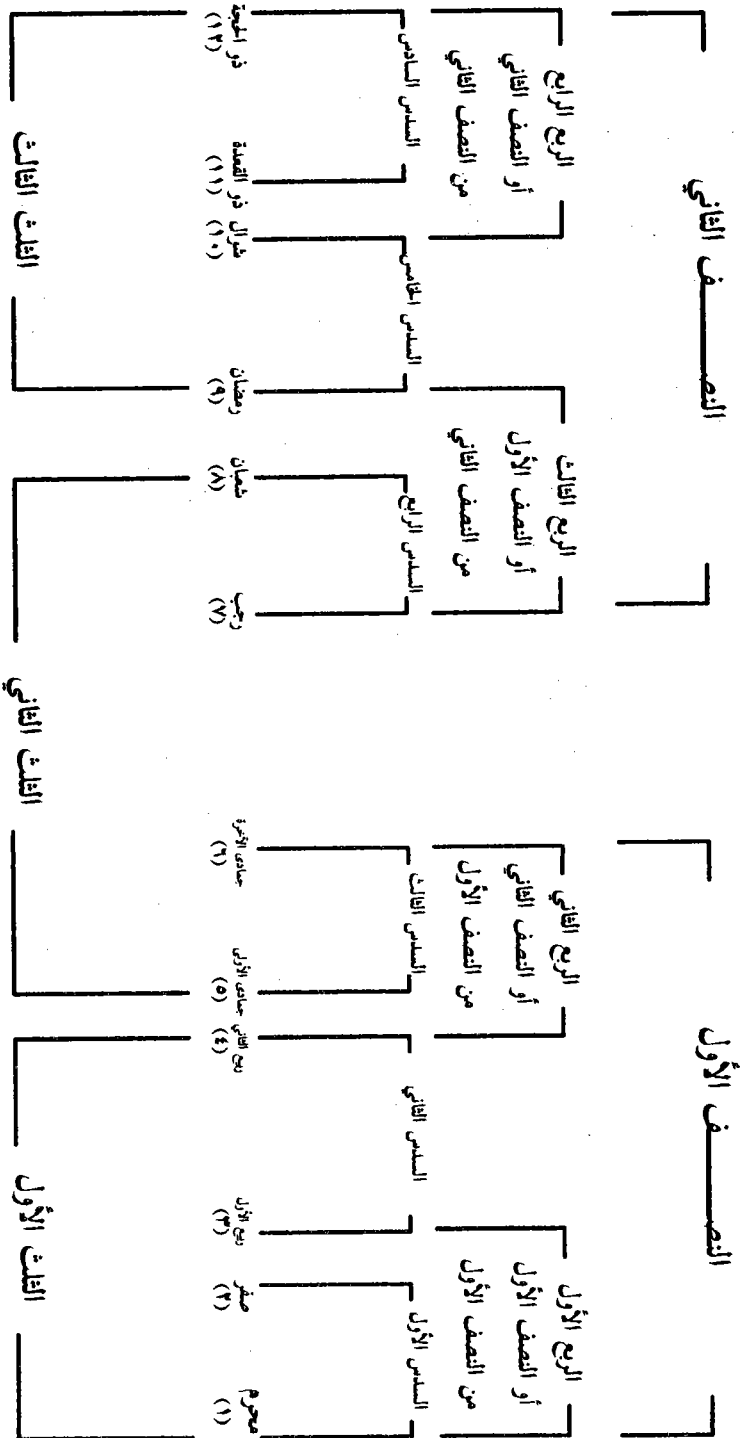 النصـــــف الأول
النصـــــف الثاني
الربع الأول
أو النصف الأول
من النصف الأول
الربع الثاني
أو النصف الثاني
من النصف الأول
الربع الثالث
أو النصف الأول
من النصف الثاني
الربع الرابع
أو النصف الثاني
من النصف الثاني
السدس الأول
السدس الثاني
السدس الثالث
السدس الرابع
السدس الخامس
السدس السادس
محرم
(١)
صفر
(٢)
ربيع الأول
(٣)
ربيع الثاني
(٤)
جمادى الأولى
(٥)
جمادى الآخرة
(٦)
رجب
(٧)
شعبان
(٨)
رمضان
(٩)
شوال
(١٠)
ذو القعدة
(١١)
ذو الحجة
(١٢)
الثلث الأول
الثلث الثاني
الثلث الثالث